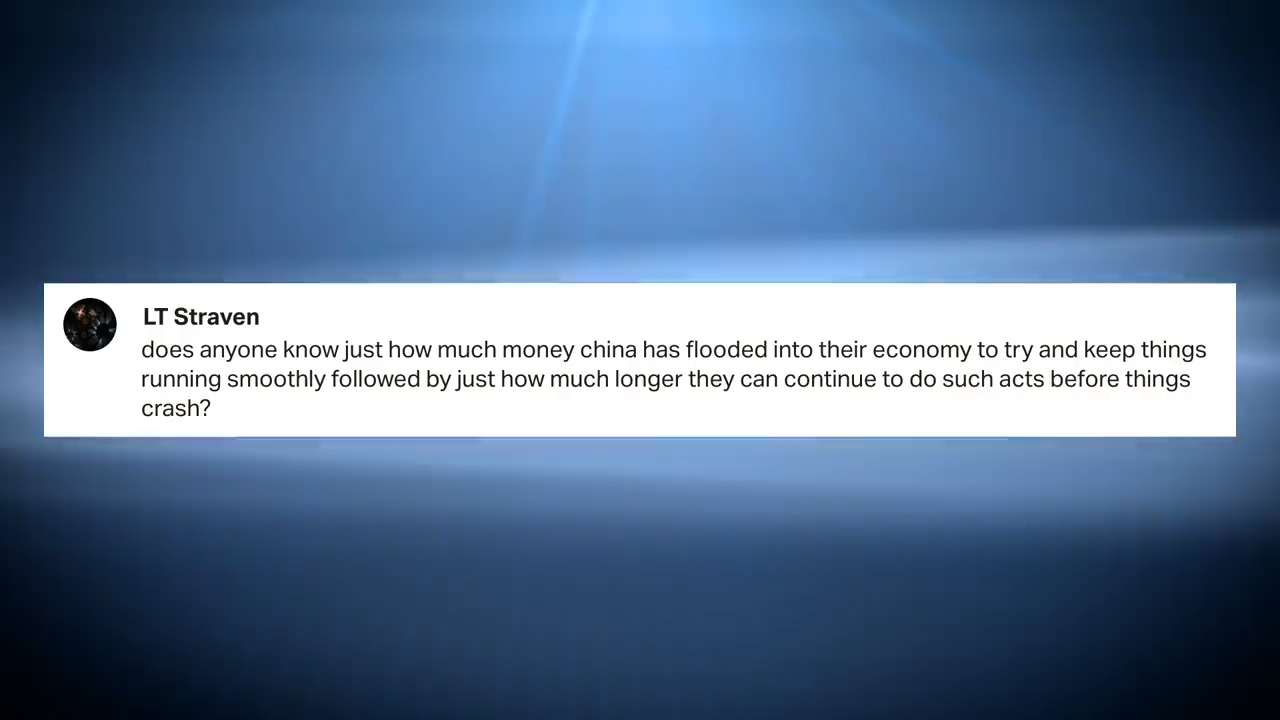 LT Straven
does anyone know just how much money china has flooded into their economy to try and keep things
running smoothly followed by just how much longer they can continue to do such acts before things
crash?